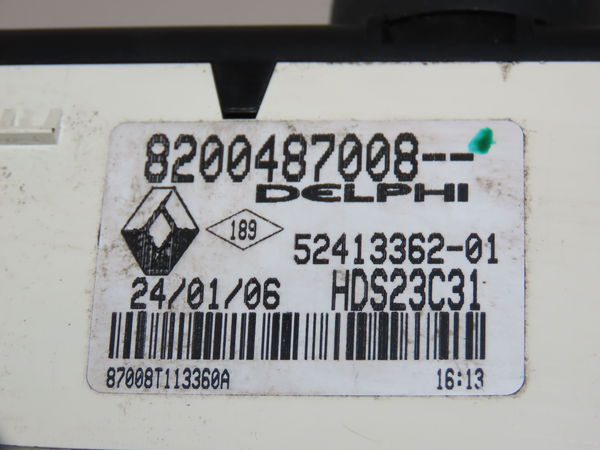 8200487008--
DELPHI
189
52413362-01
24/01/06 HDS23C31
87008T113360A 16:13